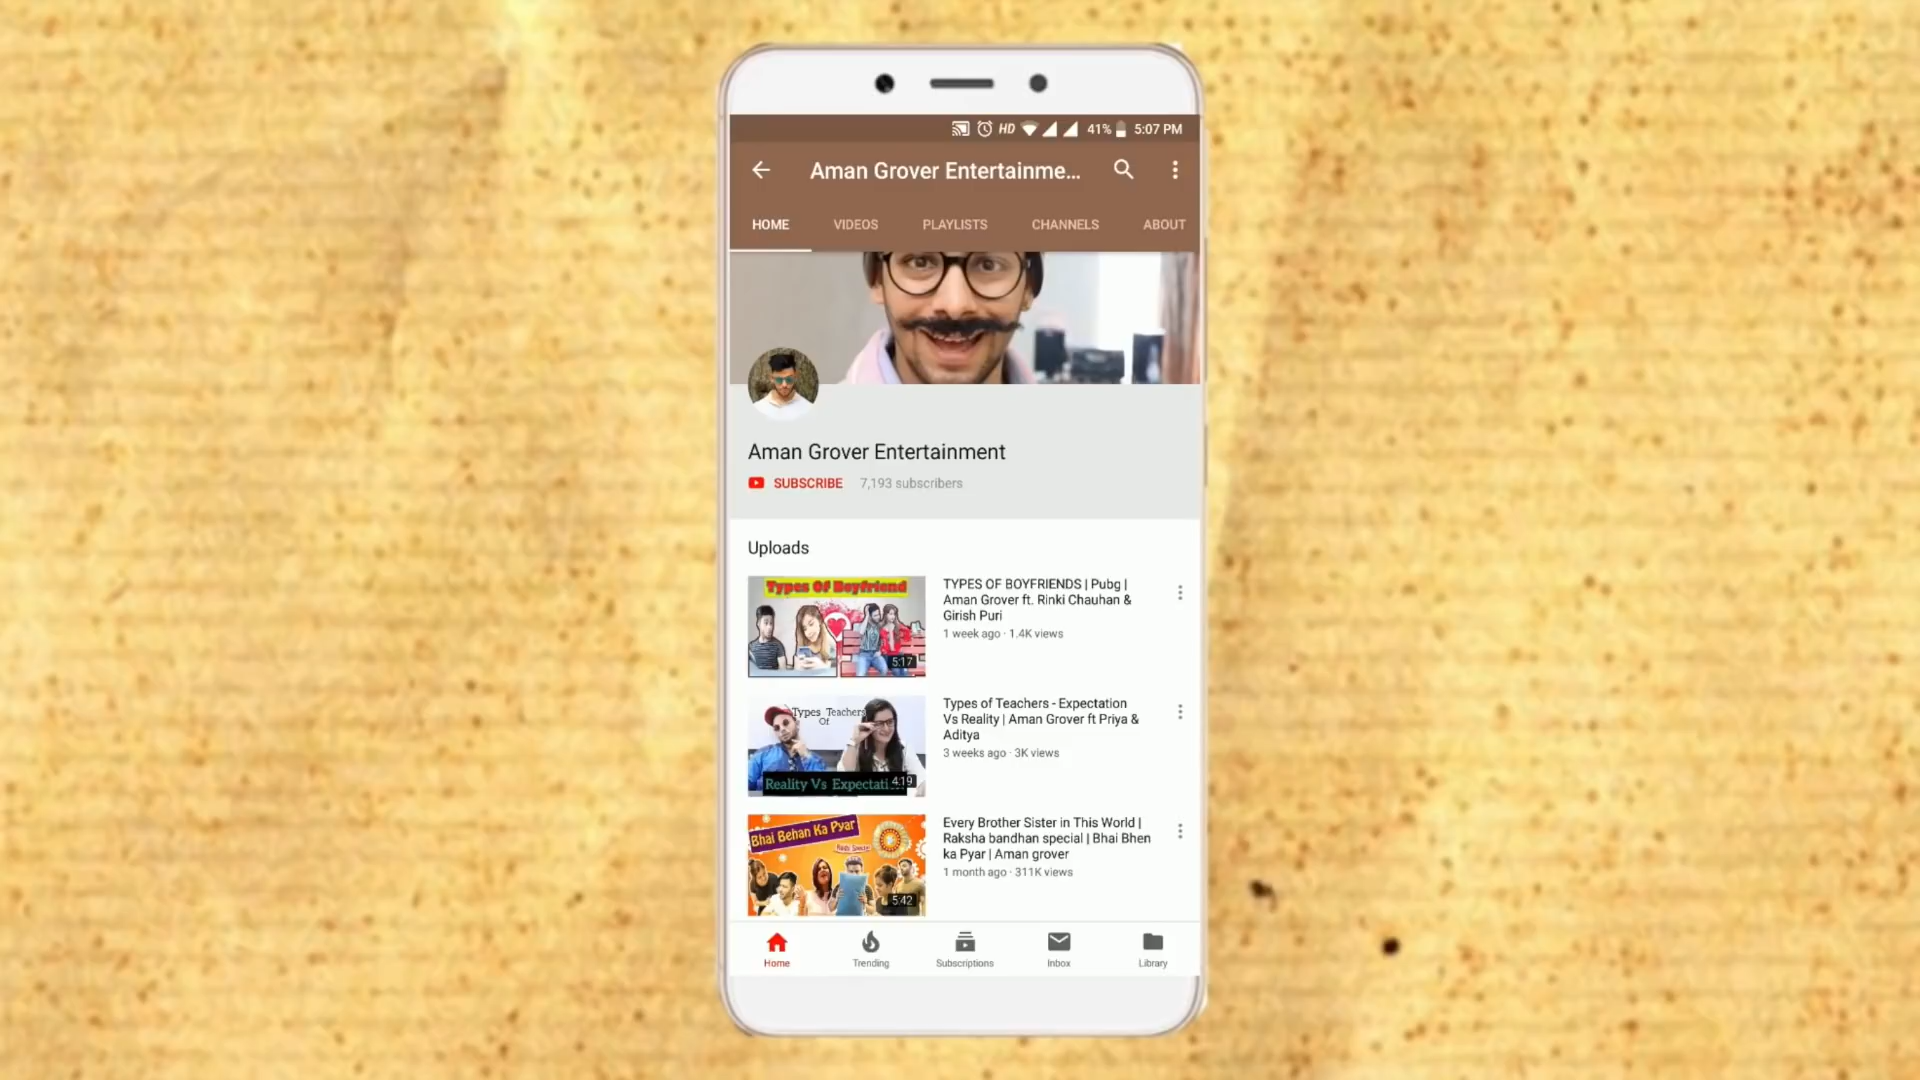 HD 41% 5:07 PM
Aman Grover Entertainme...
HOME VIDEOS PLAYLISTS CHANNELS ABOUT
Aman Grover Entertainment
SUBSCRIBE 7,193 subscribers
Uploads
Types Of Boyfriend
5:17
TYPES OF BOYFRIENDS | Pubg |
Aman Grover ft. Rinki Chauhan &
Girish Puri
1 week ago · 1.4K views
Types Teachers
Of
Reality Vs Expectati
4:19
Types of Teachers - Expectation
Vs Reality | Aman Grover ft Priya &
Aditya
3 weeks ago · 3K views
Bhai Behan Ka Pyar
5:42
Every Brother Sister in This World |
Raksha bandhan special | Bhai Bhen
ka Pyar | Aman grover
1 month ago · 311K views
Home Trending Subscriptions Inbox Library